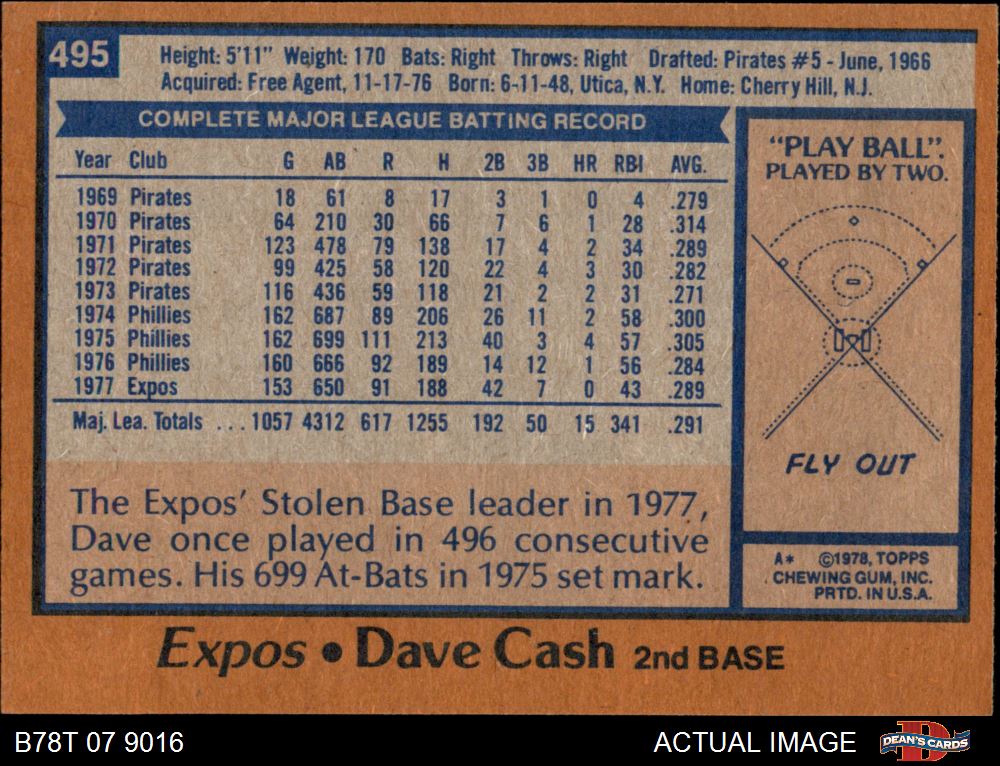 495
Height: 5'11" Weight: 170 Bats: Right Throws: Right Drafted: Pirates #5 - June, 1966
Acquired: Free Agent, 11-17-76 Born: 6-11-48, Utica, N.Y. Home: Cherry Hill, N.J.
COMPLETE MAJOR LEAGUE BATTING RECORD
Year Club G AB R H 2B 3B HR RBI AVG.
1969 Pirates 18 61 8 17 3 1 0 4 .279
1970 Pirates 64 210 30 66 7 6 1 28 .314
1971 Pirates 123 478 79 138 17 4 2 34 .289
1972 Pirates 99 425 58 120 22 4 3 30 .282
1973 Pirates 116 436 59 118 21 2 2 31 .271
1974 Phillies 162 687 89 206 26 11 2 58 .300
1975 Phillies 162 699 111 213 40 3 4 57 .305
1976 Phillies 160 666 92 189 14 12 1 56 .284
1977 Expos 153 650 91 188 42 7 0 43 .289
Maj. Lea. Totals ... 1057 4312 617 1255 192 50 15 341 .291
The Expos' Stolen Base leader in 1977,
Dave once played in 496 consecutive
games. His 699 At-Bats in 1975 set mark.
"PLAY BALL".
PLAYED BY TWO.
FLY OUT
A* ©1978, TOPPS
CHEWING GUM, INC.
PRTD. IN U.S.A.
Expos • Dave Cash 2nd BASE
B78T 07 9016
ACTUAL IMAGE
D
DEAN'S CARDS